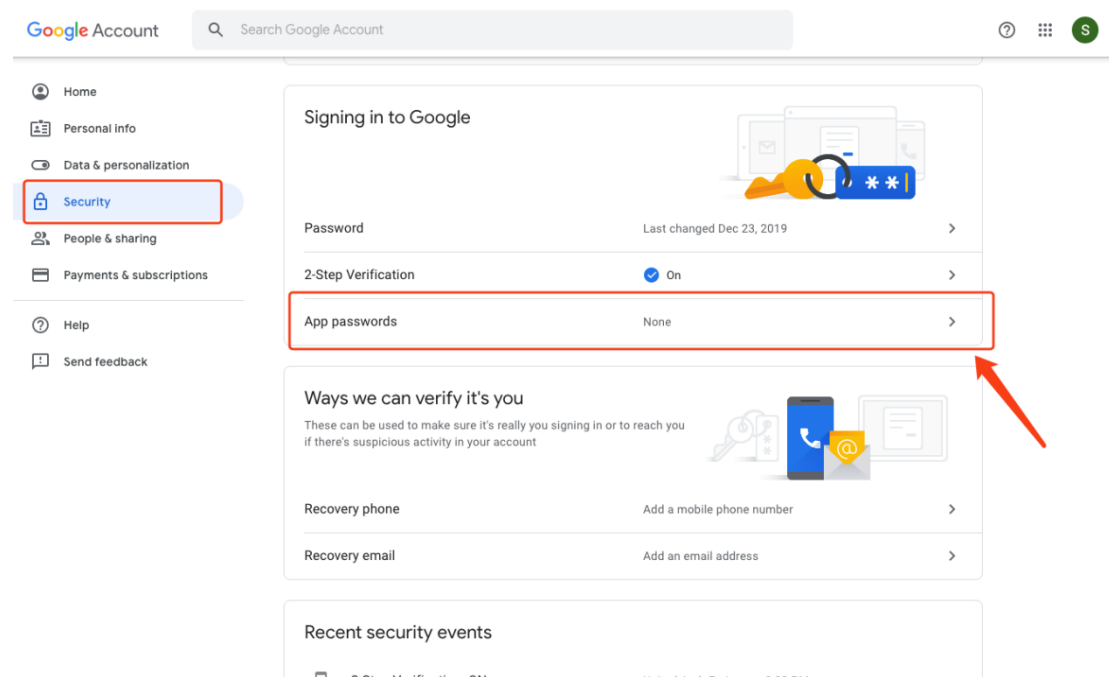 Google Account
Search Google Account
S
Home
Personal info
Data & personalization
Security
People & sharing
Payments & subscriptions
Help
Send feedback
Signing in to Google
**|
Password Last changed Dec 23, 2019
2-Step Verification On
App passwords None
Ways we can verify it's you
These can be used to make sure it's really you signing in or to reach you
if there's suspicious activity in your account
@
Recovery phone Add a mobile phone number
Recovery email Add an email address
Recent security events